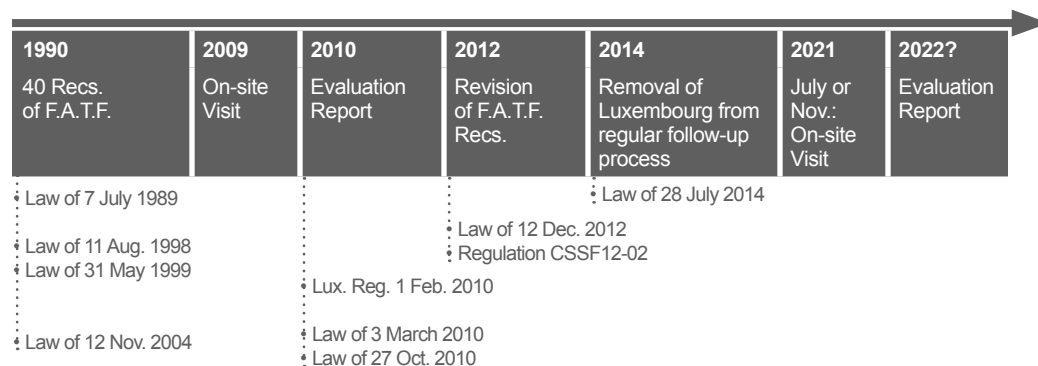 1990
40 Recs.
of F.A.T.F.
2009
On-site
Visit
2010
Evaluation
Report
2012
Revision
of F.A.T.F.
Recs.
2014
Removal of
Luxembourg from
regular follow-up
process
2021
July or
Nov.:
On-site
Visit
2022?
Evaluation
Report
Law of 7 July 1989
Law of 11 Aug. 1998
Law of 31 May 1999
Law of 12 Nov. 2004
Lux. Reg. 1 Feb. 2010
Law of 3 March 2010
Law of 27 Oct. 2010
Law of 12 Dec. 2012
Regulation CSSF12-02
Law of 28 July 2014